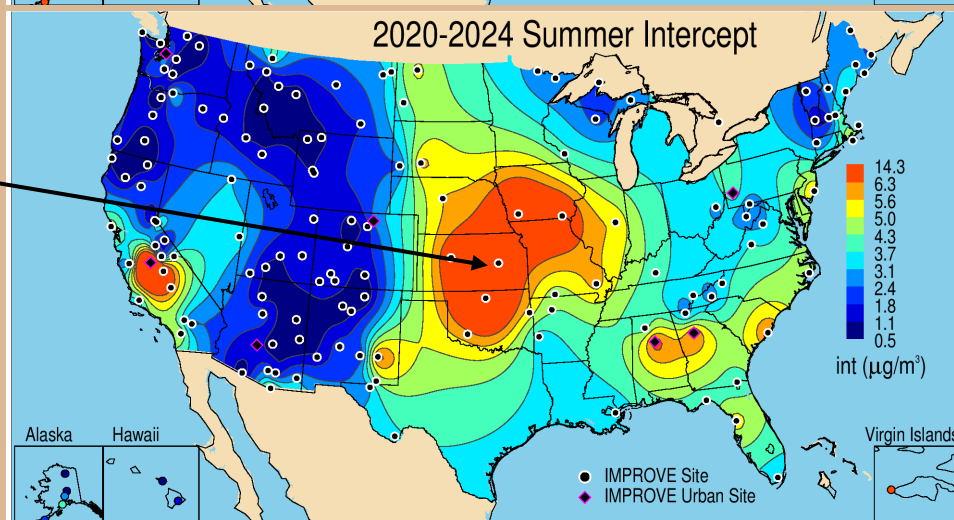 2020-2024 Summer Intercept
14.3
6.3
5.6
5.0
4.3
3.7
3.1
2.4
1.8
1.1
0.5
int (μg/m³)
Alaska
Hawaii
Virgin Islands
IMPROVE Site
IMPROVE Urban Site